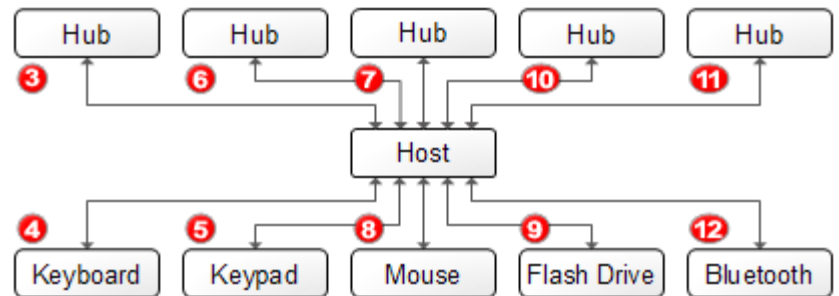 Hub Hub Hub Hub Hub
3 6 7 10 11
Host
4 5 8 9 12
Keyboard Keypad Mouse Flash Drive Bluetooth